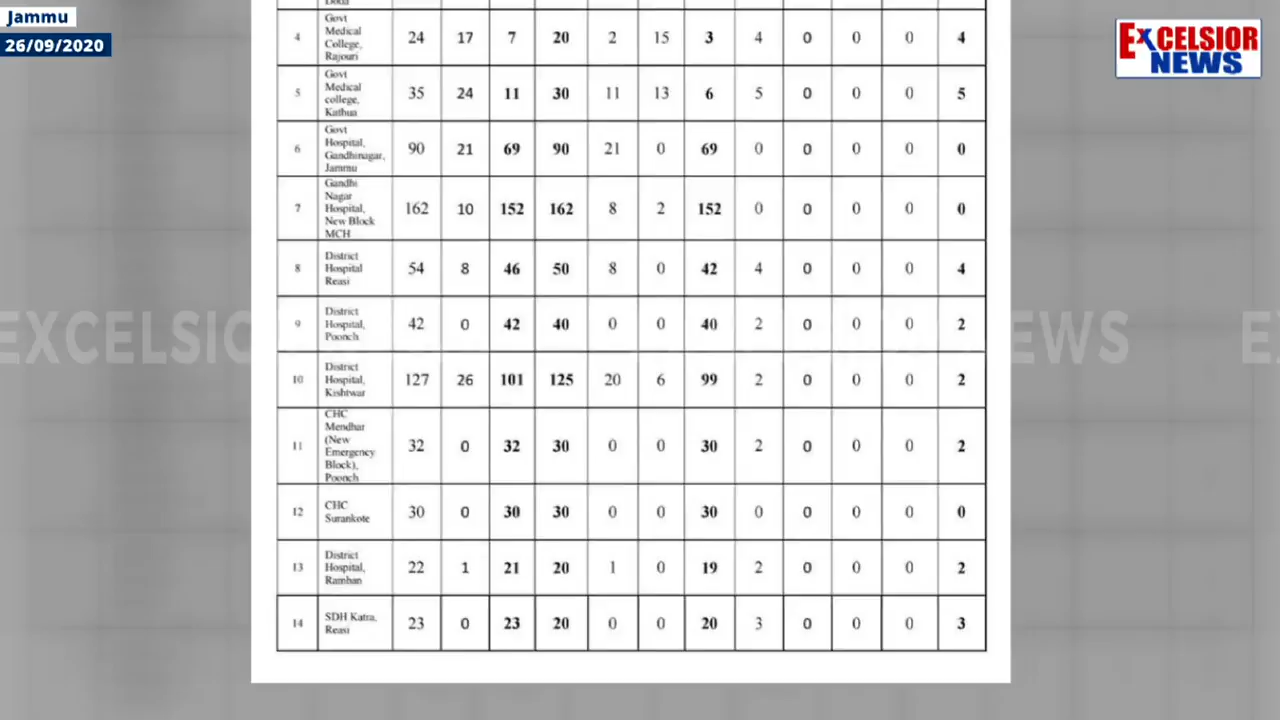 Jammu
26/09/2020
EXCELSIOR
NEWS
Doda
4 Govt Medical College, Rajouri 24 17 7 20 2 15 3 4 0 0 0 4
5 Govt Medical college, Kathua 35 24 11 30 11 13 6 5 0 0 0 5
6 Govt Hospital, Gandhinagar, Jammu 90 21 69 90 21 0 69 0 0 0 0 0
7 Gandhi Nagar Hospital, New Block MCH 162 10 152 162 8 2 152 0 0 0 0 0
8 District Hospital Reasi 54 8 46 50 8 0 42 4 0 0 0 4
9 District Hospital, Poonch 42 0 42 40 0 0 40 2 0 0 0 2
10 District Hospital, Kishtwar 127 26 101 125 20 6 99 2 0 0 0 2
11 CHC Mendhar (New Emergency Block), Poonch 32 0 32 30 0 0 30 2 0 0 0 2
12 CHC Surankote 30 0 30 30 0 0 30 0 0 0 0 0
13 District Hospital, Ramban 22 1 21 20 1 0 19 2 0 0 0 2
14 SDH Katra, Reasi 23 0 23 20 0 0 20 3 0 0 0 3
EXCELSIO
EWS
E